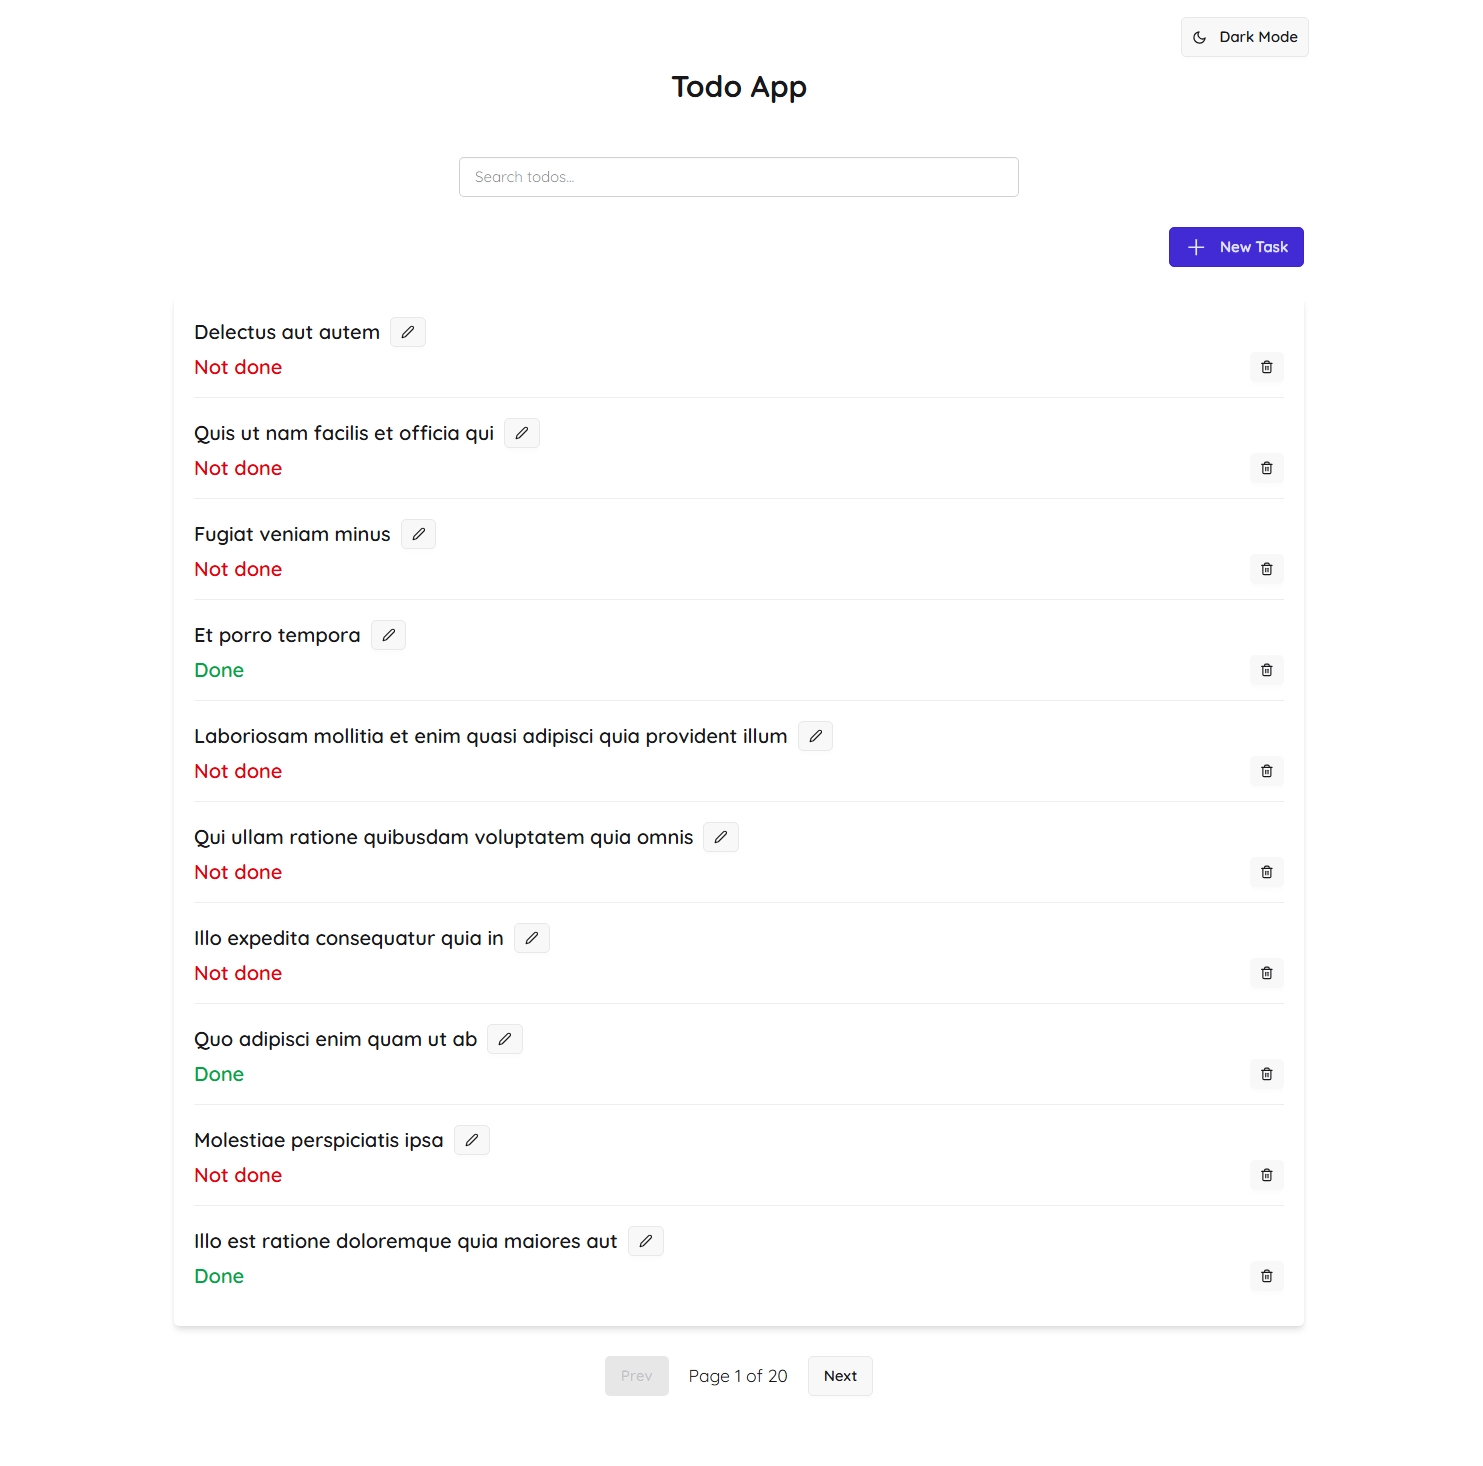 Dark Mode
Todo App
Search todos...
New Task
Delectus aut autem
Not done
Quis ut nam facilis et officia qui
Not done
Fugiat veniam minus
Not done
Et porro tempora
Done
Laboriosam mollitia et enim quasi adipisci quia provident illum
Not done
Qui ullam ratione quibusdam voluptatem quia omnis
Not done
Illo expedita consequatur quia in
Not done
Quo adipisci enim quam ut ab
Done
Molestiae perspiciatis ipsa
Not done
Illo est ratione doloremque quia maiores aut
Done
Prev Page 1 of 20 Next